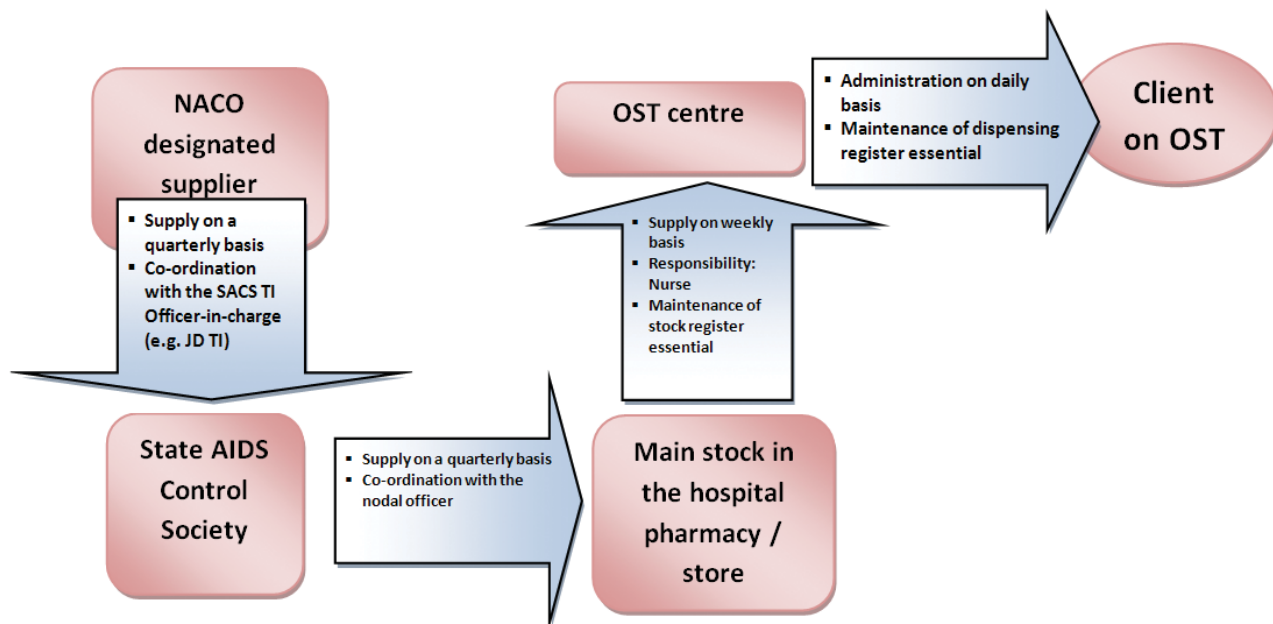 NACO
designated
supplier
▪ Supply on a
quarterly basis
▪ Co-ordination
with the SACS TI
Officer-in-charge
(e.g. JD TI)
State AIDS
Control
Society
▪ Supply on a quarterly basis
▪ Co-ordination with the
nodal officer
Main stock in
the hospital
pharmacy /
store
▪ Supply on weekly
basis
▪ Responsibility:
Nurse
▪ Maintenance of
stock register
essential
OST centre
▪ Administration on daily
basis
▪ Maintenance of dispensing
register essential
Client
on OST